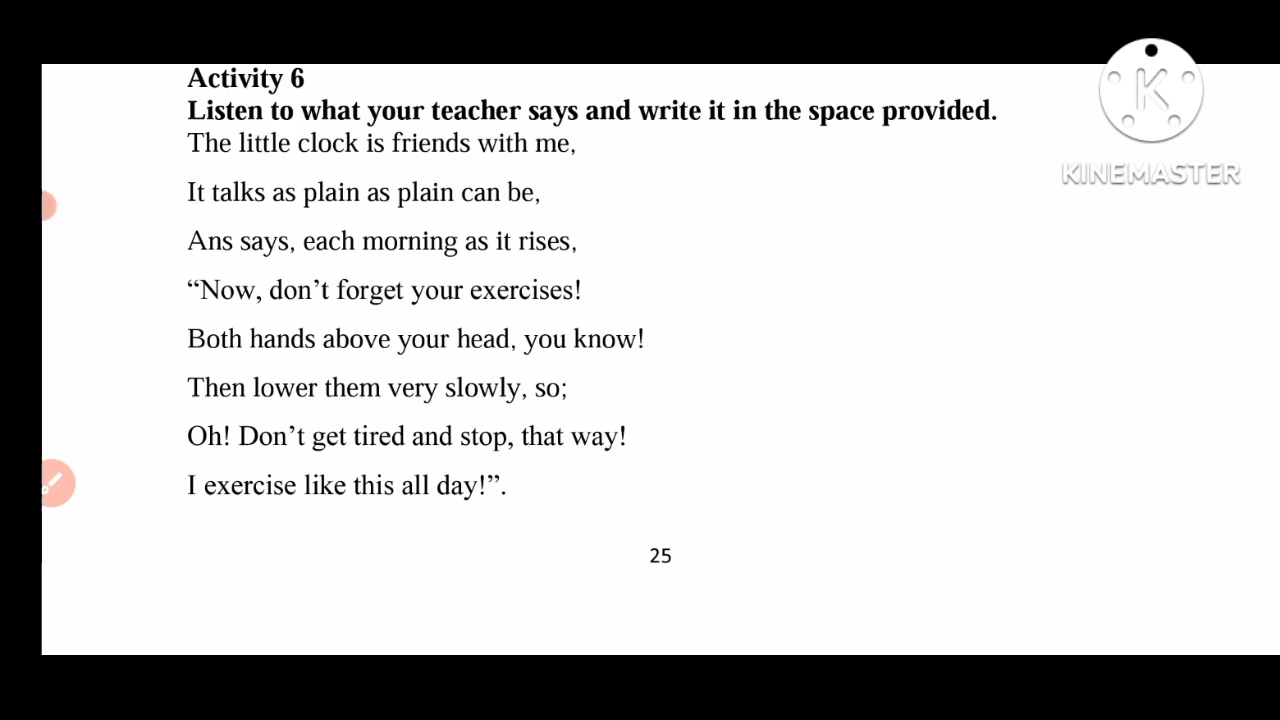 Activity 6
Listen to what your teacher says and write it in the space provided.
The little clock is friends with me,
It talks as plain as plain can be,
Ans says, each morning as it rises,
“Now, don’t forget your exercises!
Both hands above your head, you know!
Then lower them very slowly, so;
Oh! Don’t get tired and stop, that way!
I exercise like this all day!”.
25
K
KINEMASTER